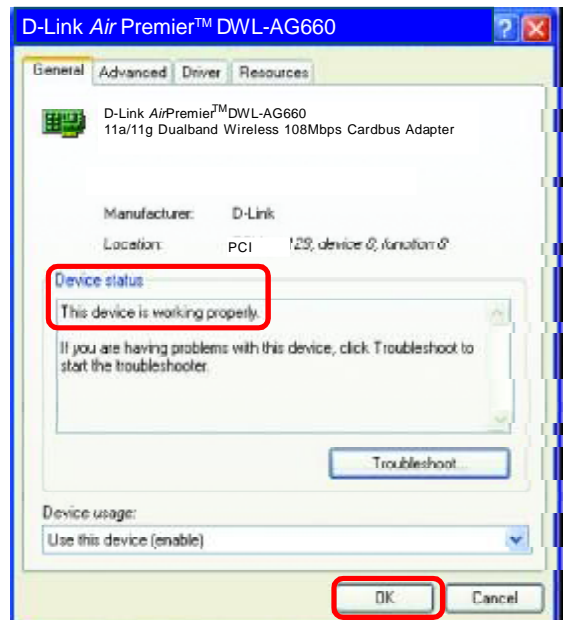 D-Link Air Premier™ DWL-AG660
General Advanced Driver Resources
D-Link AirPremier™DWL-AG660
11a/11g Dualband Wireless 108Mbps Cardbus Adapter
Manufacturer: D-Link
Location: PCI 129, device 0, function 0
Device status
This device is working properly.
If you are having problems with this device, click Troubleshoot to
start the troubleshooter.
Troubleshoot...
Device usage:
Use this device (enable)
OK Cancel